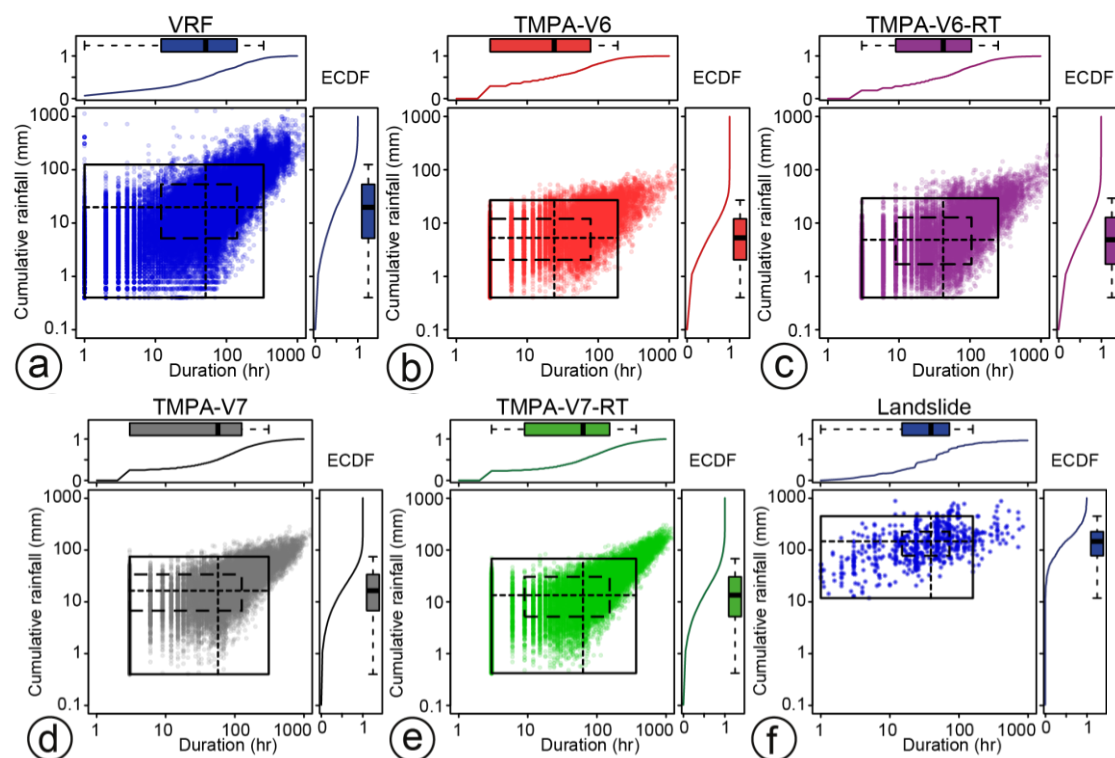 VRF
TMPA-V6
TMPA-V6-RT
1
0
ECDF
1
0
ECDF
1
0
ECDF
Cumulative rainfall (mm)
1000
100
10
1
0.1
Cumulative rainfall (mm)
1000
100
10
1
0.1
Cumulative rainfall (mm)
1000
100
10
1
0.1
0 1
0 1
0 1
1 10 100 1000
1 10 100 1000
1 10 100 1000
a
Duration (hr)
b
Duration (hr)
c
Duration (hr)
TMPA-V7
TMPA-V7-RT
Landslide
1
0
ECDF
1
0
ECDF
1
0
ECDF
Cumulative rainfall (mm)
1000
100
10
1
0.1
Cumulative rainfall (mm)
1000
100
10
1
0.1
Cumulative rainfall (mm)
1000
100
10
1
0.1
0 1
0 1
0 1
1 10 100 1000
1 10 100 1000
1 10 100 1000
d
Duration (hr)
e
Duration (hr)
f
Duration (hr)